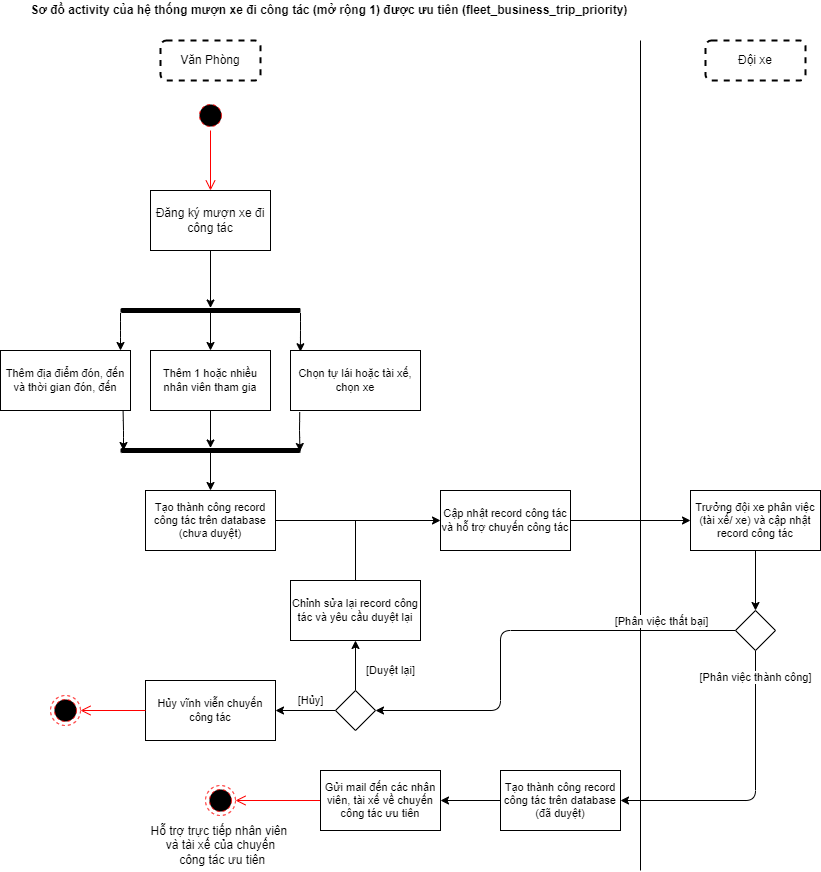 Sơ đồ activity của hệ thống mượn xe đi công tác (mở rộng 1) được ưu tiên (fleet_business_trip_priority)
Văn Phòng
Đội xe
Đăng ký mượn xe đi
công tác
Thêm địa điểm đón, đến
và thời gian đón, đến
Thêm 1 hoặc nhiều
nhân viên tham gia
Chọn tự lái hoặc tài xế,
chọn xe
Tạo thành công record
công tác trên database
(chưa duyệt)
Cập nhật record công tác
và hỗ trợ chuyến công tác
Trưởng đội xe phân việc
(tài xế/ xe) và cập nhật
record công tác
Chỉnh sửa lại record công
tác và yêu cầu duyệt lại
[Phân việc thất bại]
[Duyệt lại]
[Phân việc thành công]
[Hủy]
Hủy vĩnh viễn chuyến
công tác
Gửi mail đến các nhân
viên, tài xế về chuyến
công tác ưu tiên
Tạo thành công record
công tác trên database
(đã duyệt)
Hỗ trợ trực tiếp nhân viên
và tài xế của chuyến
công tác ưu tiên